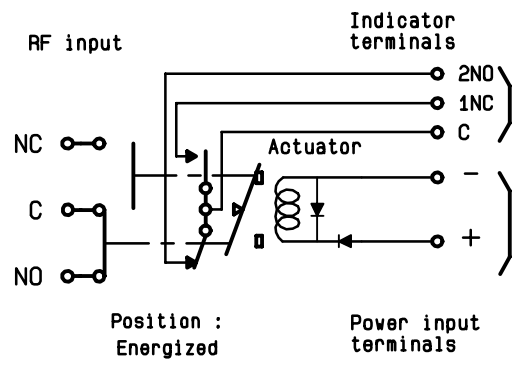 RF input
Indicator
terminals
2NO
1NC
C
Actuator
NC
C
NO
−
+
Position :
Energized
Power input
terminals